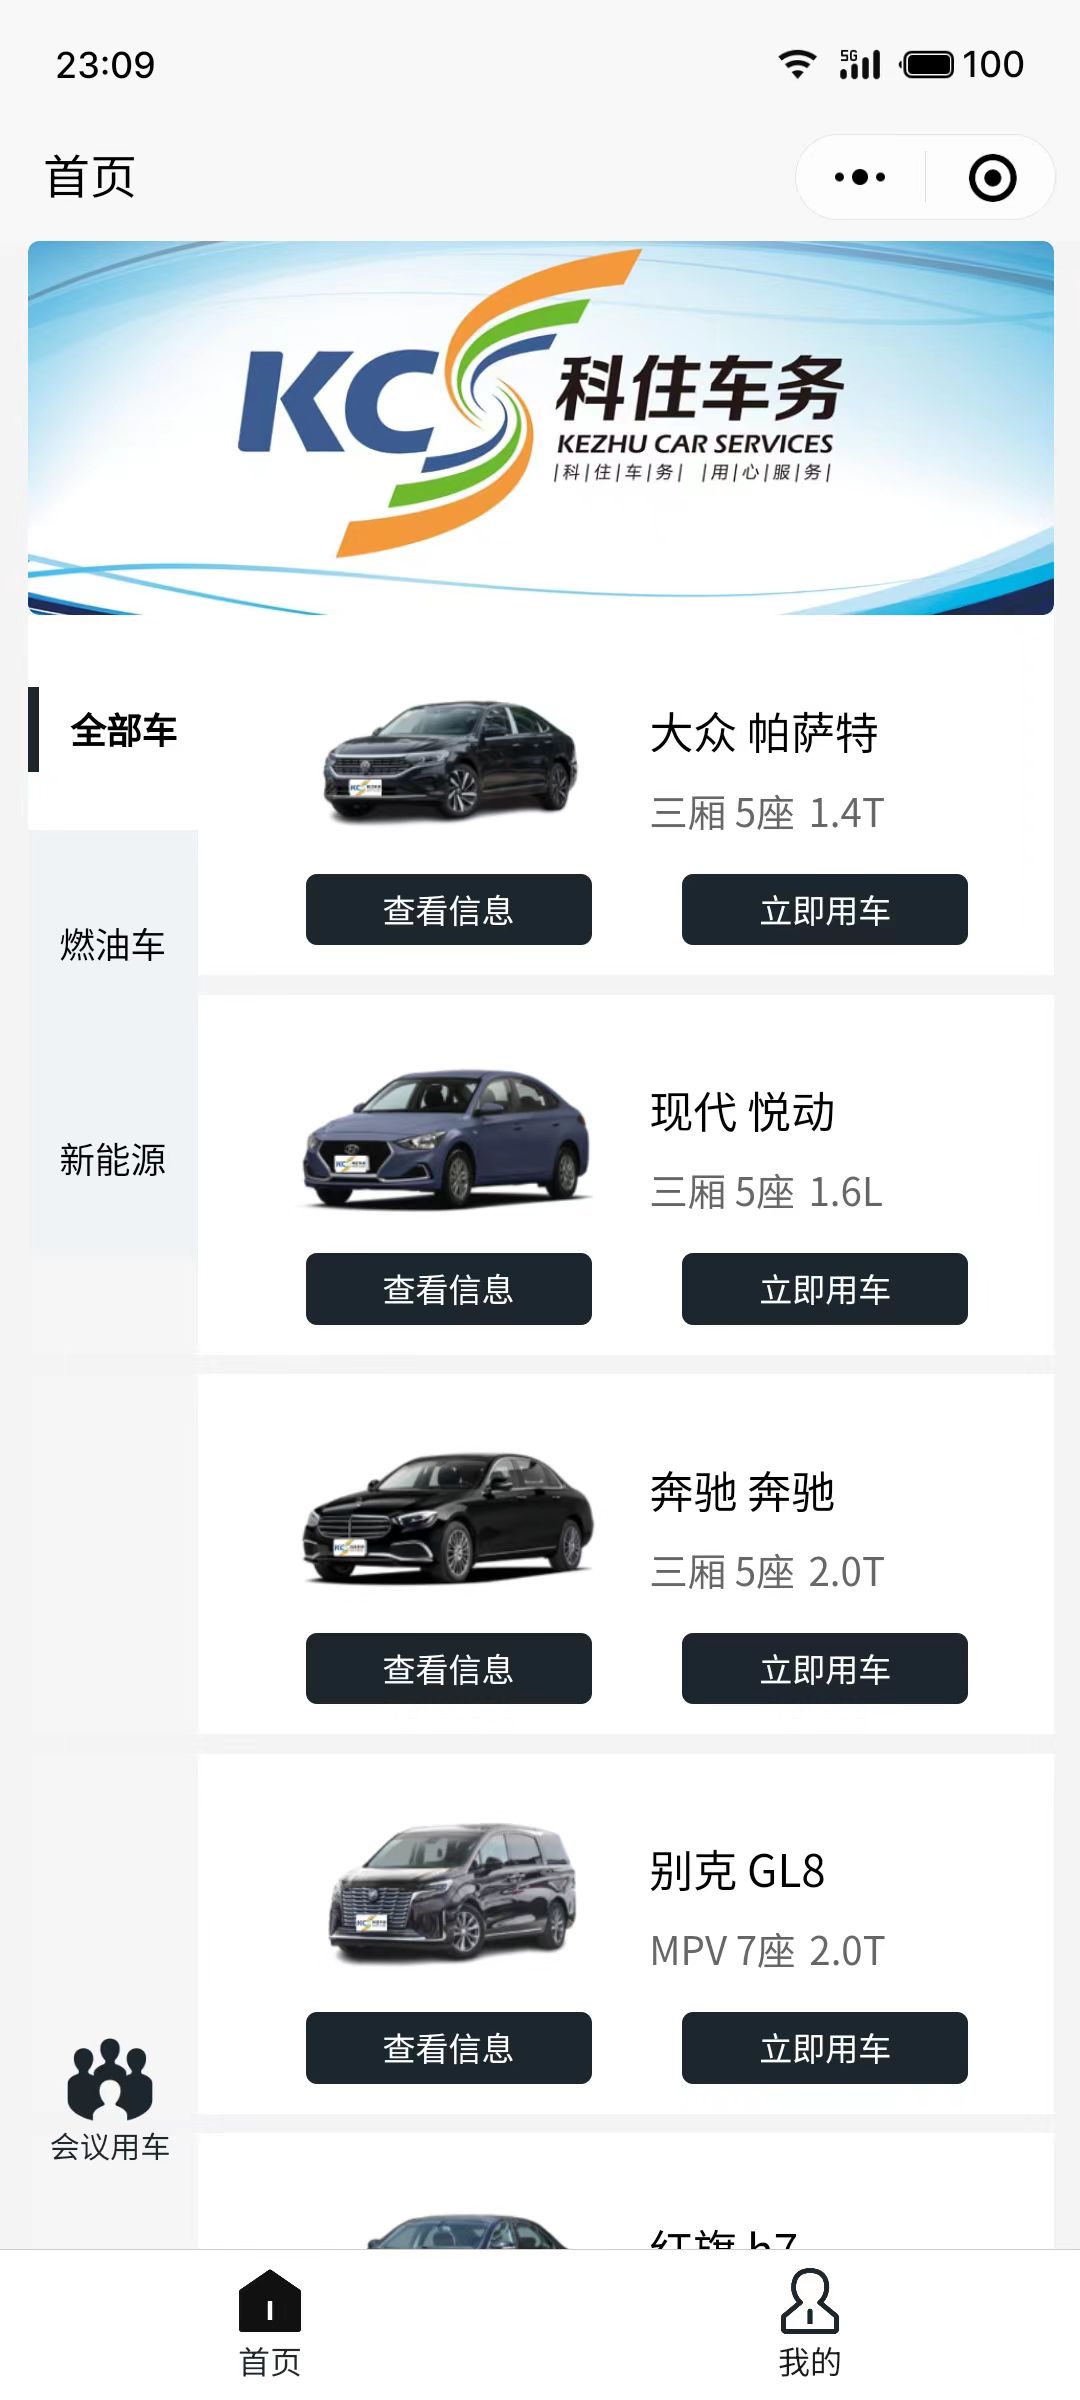 23:09
5G
100
首页
KCS
科住车务
KEZHU CAR SERVICES
|科|住|车|务| |用|心|服|务|
全部车
燃油车
新能源
大众 帕萨特
三厢 5座 1.4T
查看信息
立即用车
现代 悦动
三厢 5座 1.6L
查看信息
立即用车
奔驰 奔驰
三厢 5座 2.0T
查看信息
立即用车
别克 GL8
MPV 7座 2.0T
查看信息
立即用车
会议用车
红旗 h7
首页
我的